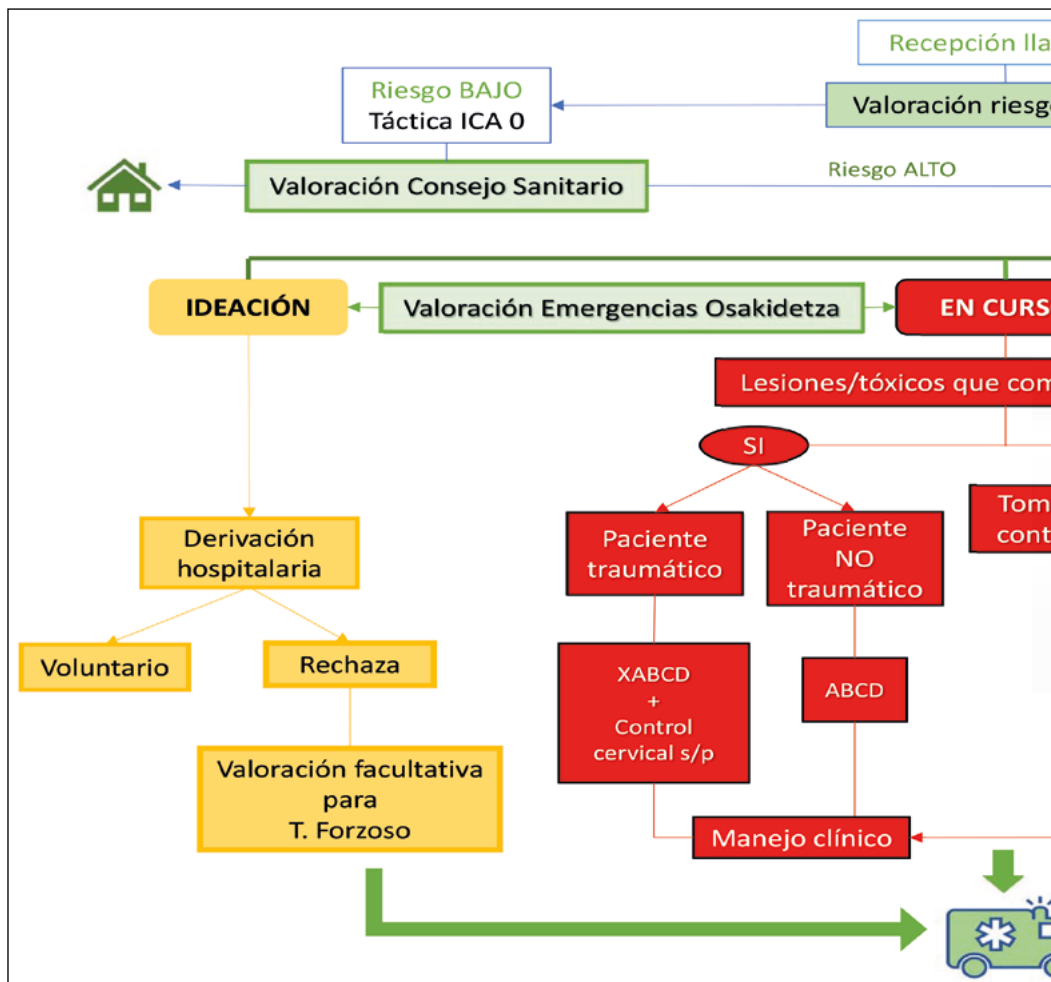 Recepción lla
Riesgo BAJO
Táctica ICA 0
Valoración riesg
Valoración Consejo Sanitario
Riesgo ALTO
IDEACIÓN
Valoración Emergencias Osakidetza
EN CURS
Lesiones/tóxicos que com
SI
Paciente
traumático
Paciente
NO
traumático
Tom
cont
Derivación
hospitalaria
Voluntario
Rechaza
XABCD
+
Control
cervical s/p
ABCD
Valoración facultativa
para
T. Forzoso
Manejo clínico